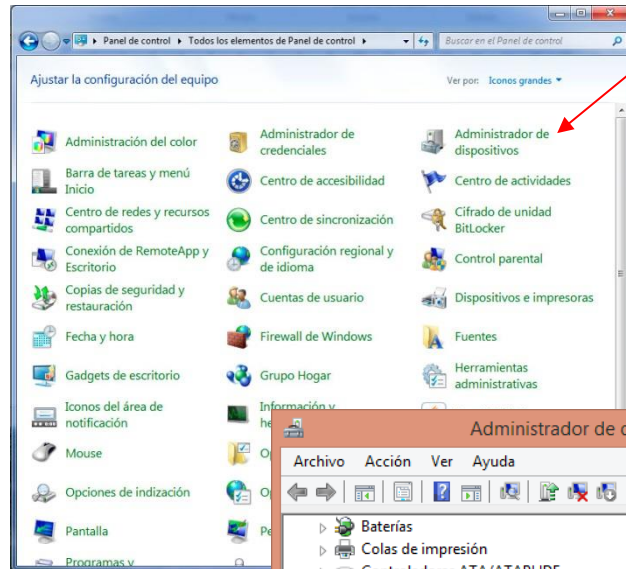 Panel de control ▸ Todos los elementos de Panel de control ▸
Buscar en el Panel de control
Ajustar la configuración del equipo
Ver por: Iconos grandes
Administración del color
Administrador de
credenciales
Administrador de
dispositivos
Barra de tareas y menú
Inicio
Centro de accesibilidad
Centro de actividades
Centro de redes y recursos
compartidos
Centro de sincronización
Cifrado de unidad
BitLocker
Conexión de RemoteApp y
Escritorio
Configuración regional y
de idioma
Control parental
Copias de seguridad y
restauración
Cuentas de usuario
Dispositivos e impresoras
Fecha y hora
Firewall de Windows
Fuentes
Gadgets de escritorio
Grupo Hogar
Herramientas
administrativas
Iconos del área de
notificación
Información y
Mouse
Opciones de indización
Pantalla
Programas y
Administrador de
Archivo Acción Ver Ayuda
Baterías
Colas de impresión